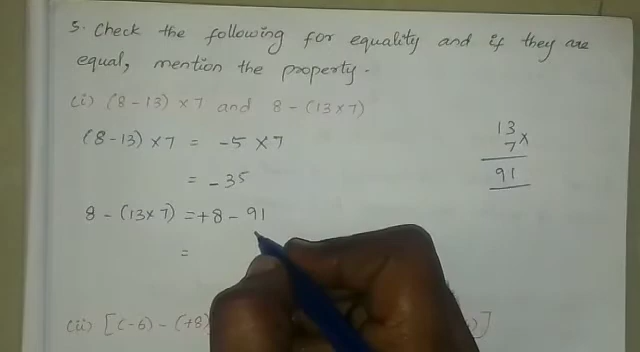 5. Check the following for equality and if they are
equal, mention the property.
(i) (8-13) × 7 and 8 - (13×7)
(8-13) × 7 = -5 × 7
= -35
8 - (13×7) = +8 - 91
=
13
7 ×
91
(ii) [(-6) - (+8)
]